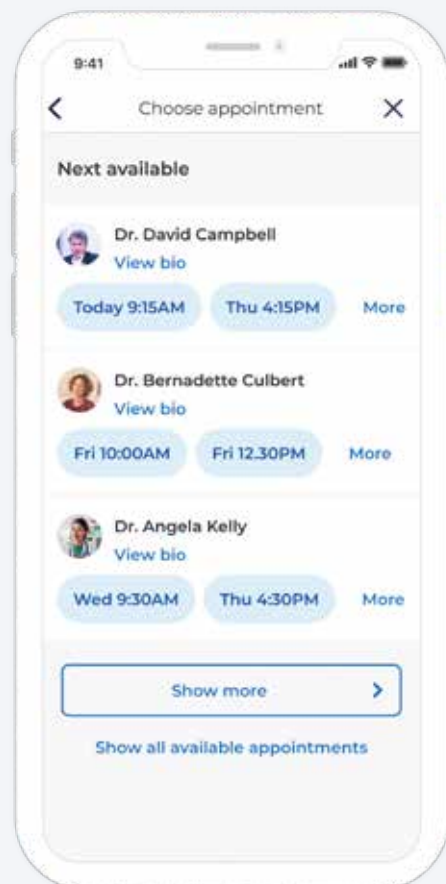 9:41
Choose appointment
Next available
Dr. David Campbell
View bio
Today 9:15AM Thu 4:15PM More
Dr. Bernadette Culbert
View bio
Fri 10:00AM Fri 12.30PM More
Dr. Angela Kelly
View bio
Wed 9:30AM Thu 4:30PM More
Show more
Show all available appointments